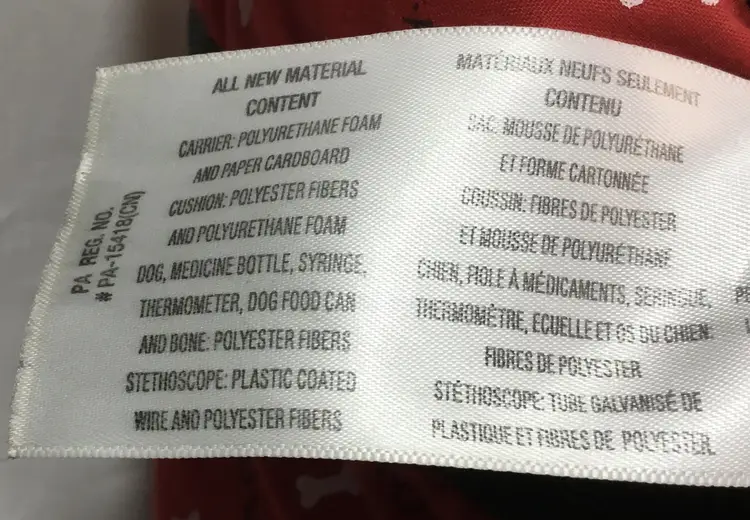 ALL NEW MATERIAL
CONTENT
CARRIER: POLYURETHANE FOAM
AND PAPER CARDBOARD
CUSHION: POLYESTER FIBERS
AND POLYURETHANE FOAM
DOG, MEDICINE BOTTLE, SYRINGE,
THERMOMETER, DOG FOOD CAN
AND BONE: POLYESTER FIBERS
STETHOSCOPE: PLASTIC COATED
WIRE AND POLYESTER FIBERS
PA REG. NO.
# PA-15418(CN)
MATÉRIAUX NEUFS SEULEMENT
CONTENU
SAC: MOUSSE DE POLYURÉTHANE
ET FORME CARTONNÉE
COUSSIN: FIBRES DE POLYESTER
ET MOUSSE DE POLYURÉTHANE
CHIEN, FIOLE À MÉDICAMENTS, SERINGUE,
THERMOMÈTRE, ECUELLE ET OS DU CHIEN:
FIBRES DE POLYESTER
STÉTHOSCOPE: TUBE GALVANISÉ DE
PLASTIQUE ET FIBRES DE POLYESTER.